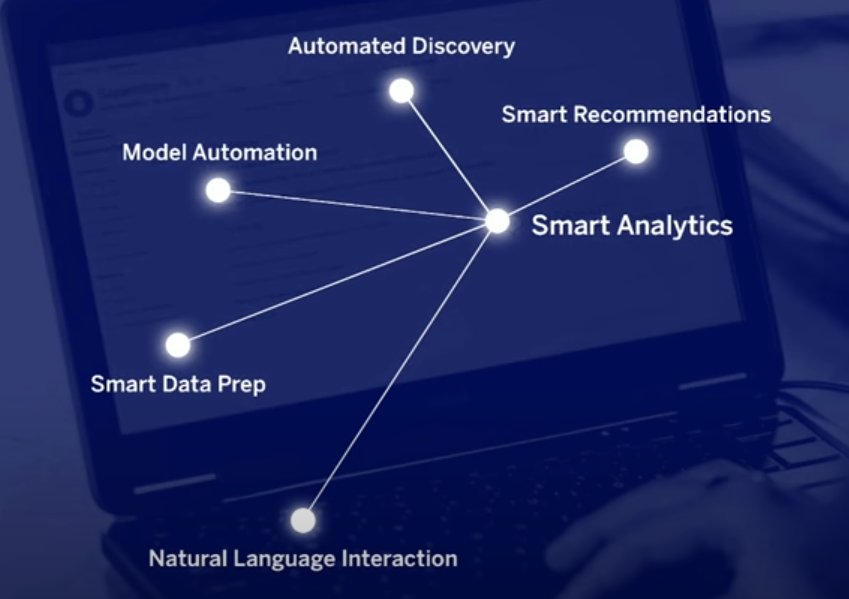 Automated Discovery
Smart Recommendations
Model Automation
Smart Analytics
Smart Data Prep
Natural Language Interaction